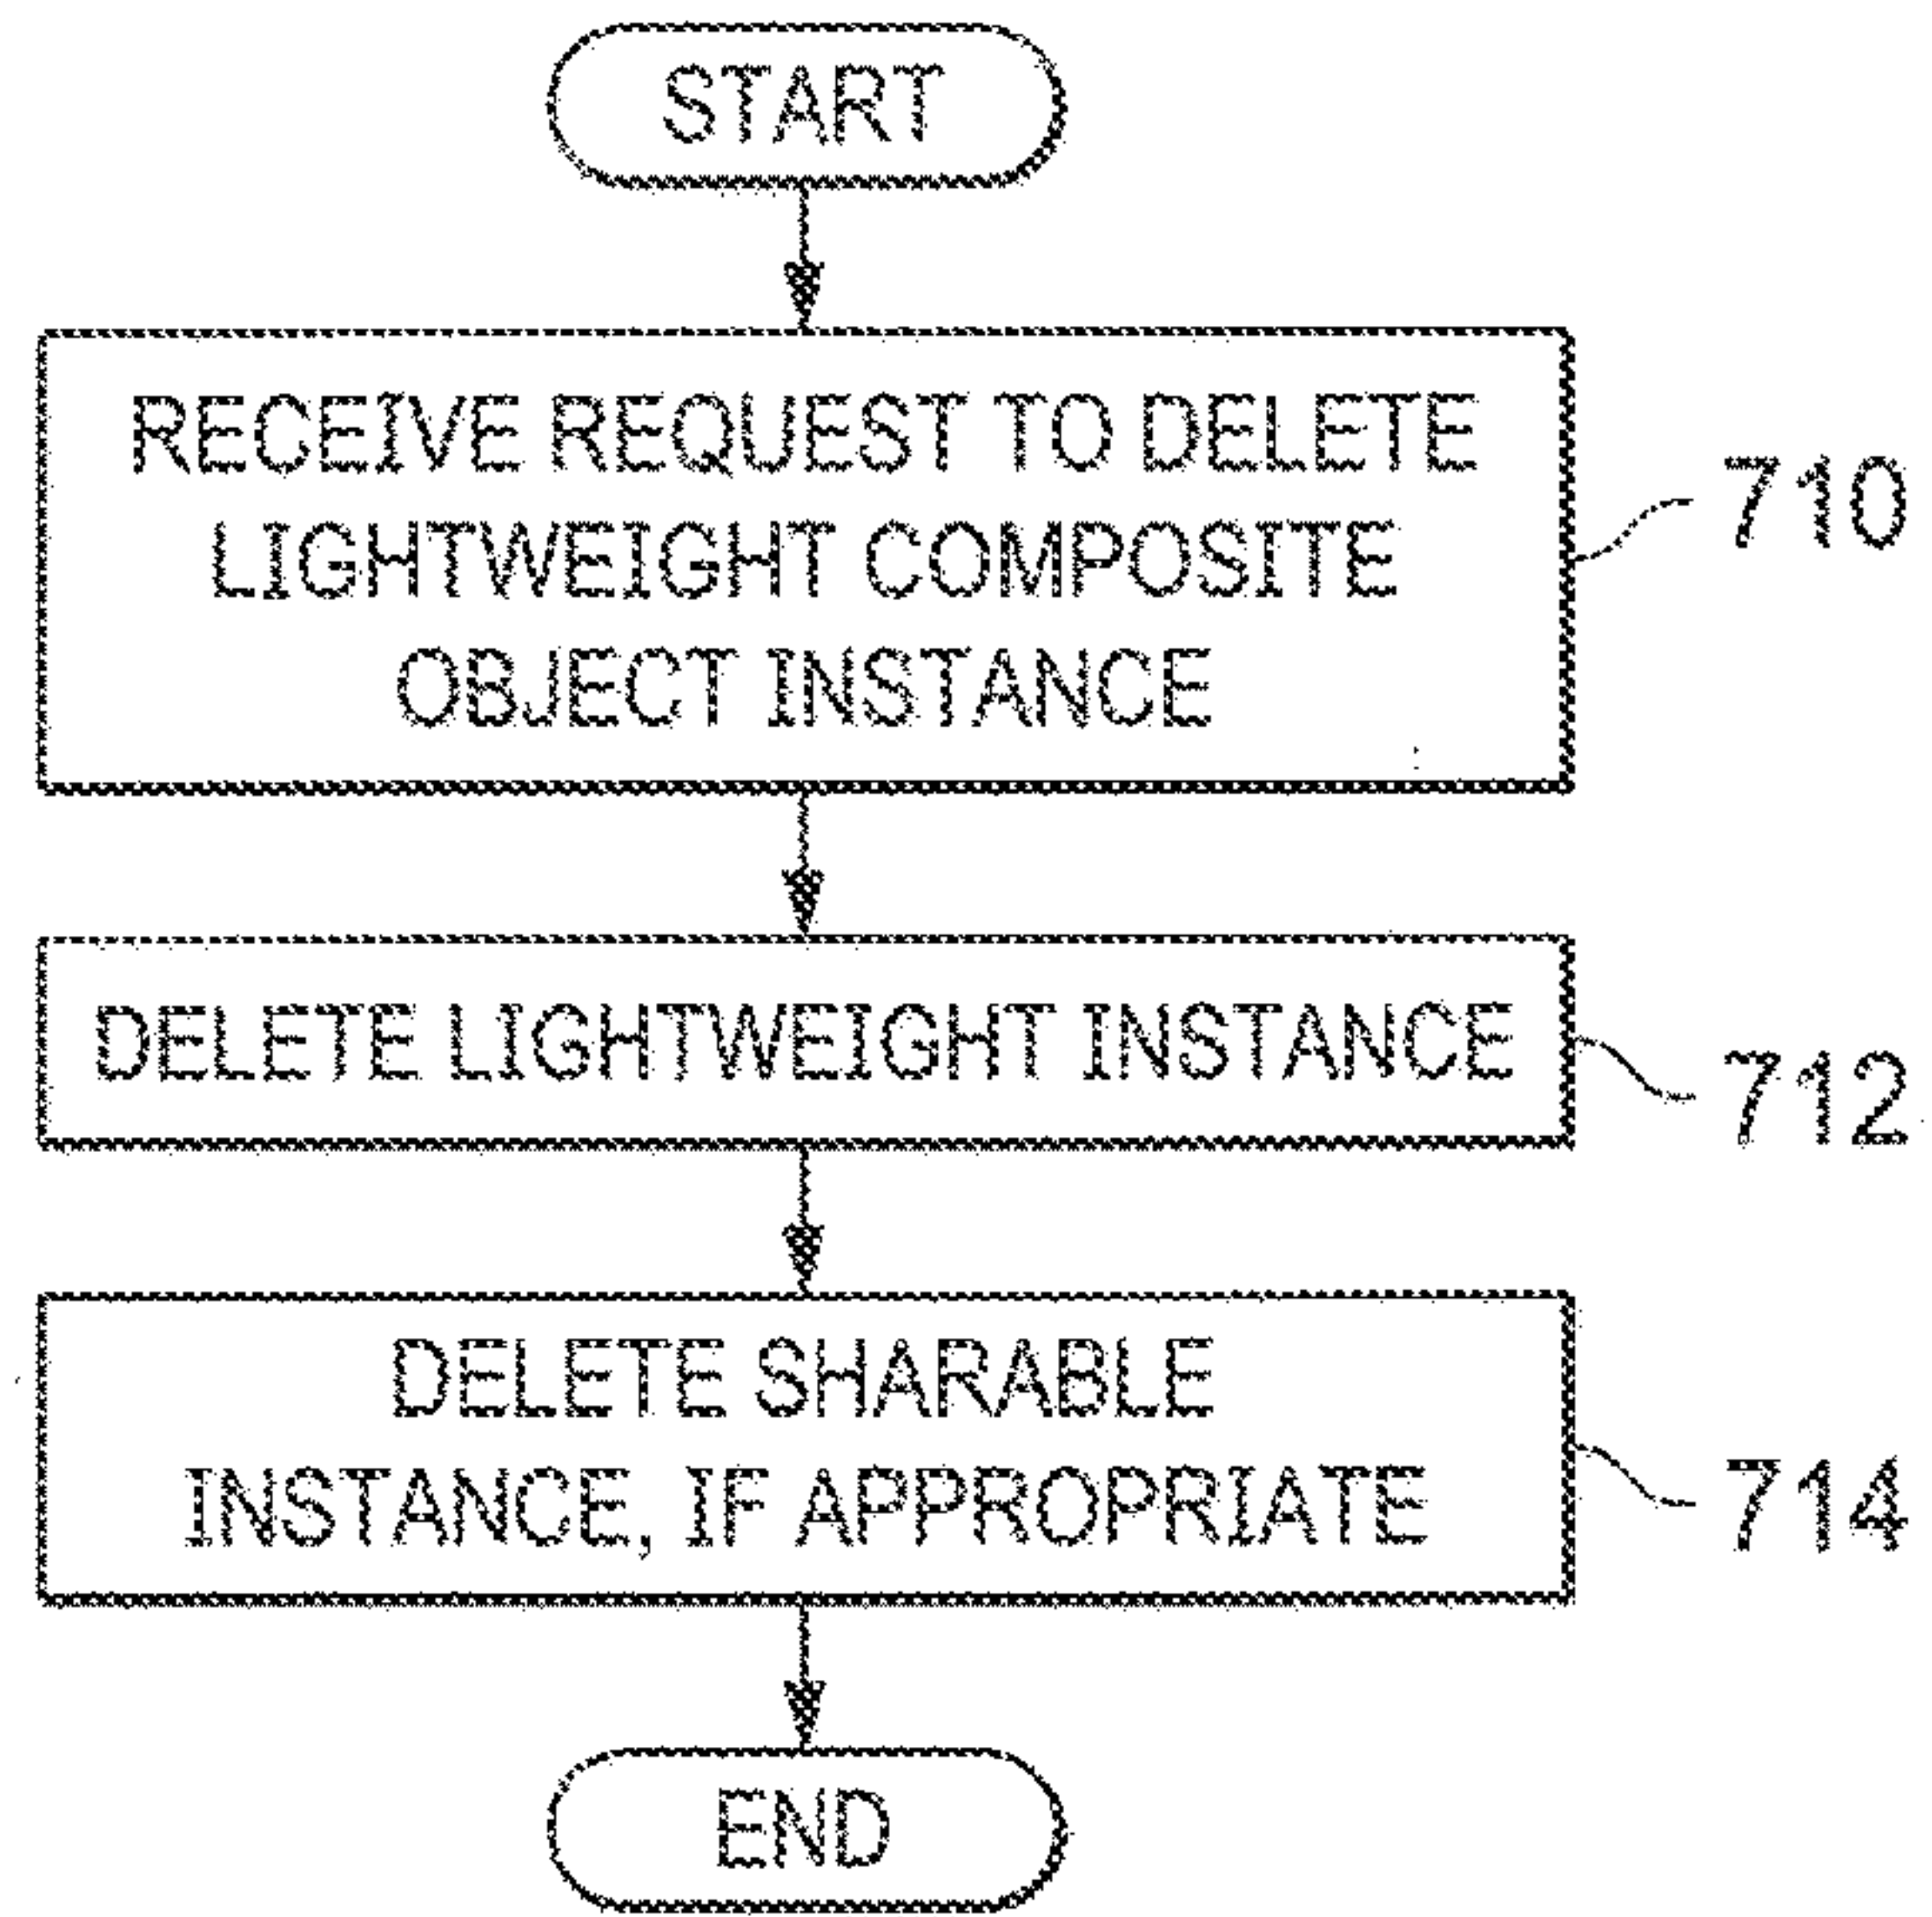 START
RECEIVE REQUEST TO DELETE
LIGHTWEIGHT COMPOSITE
OBJECT INSTANCE
710
DELETE LIGHTWEIGHT INSTANCE
712
DELETE SHARABLE
INSTANCE, IF APPROPRIATE
714
END